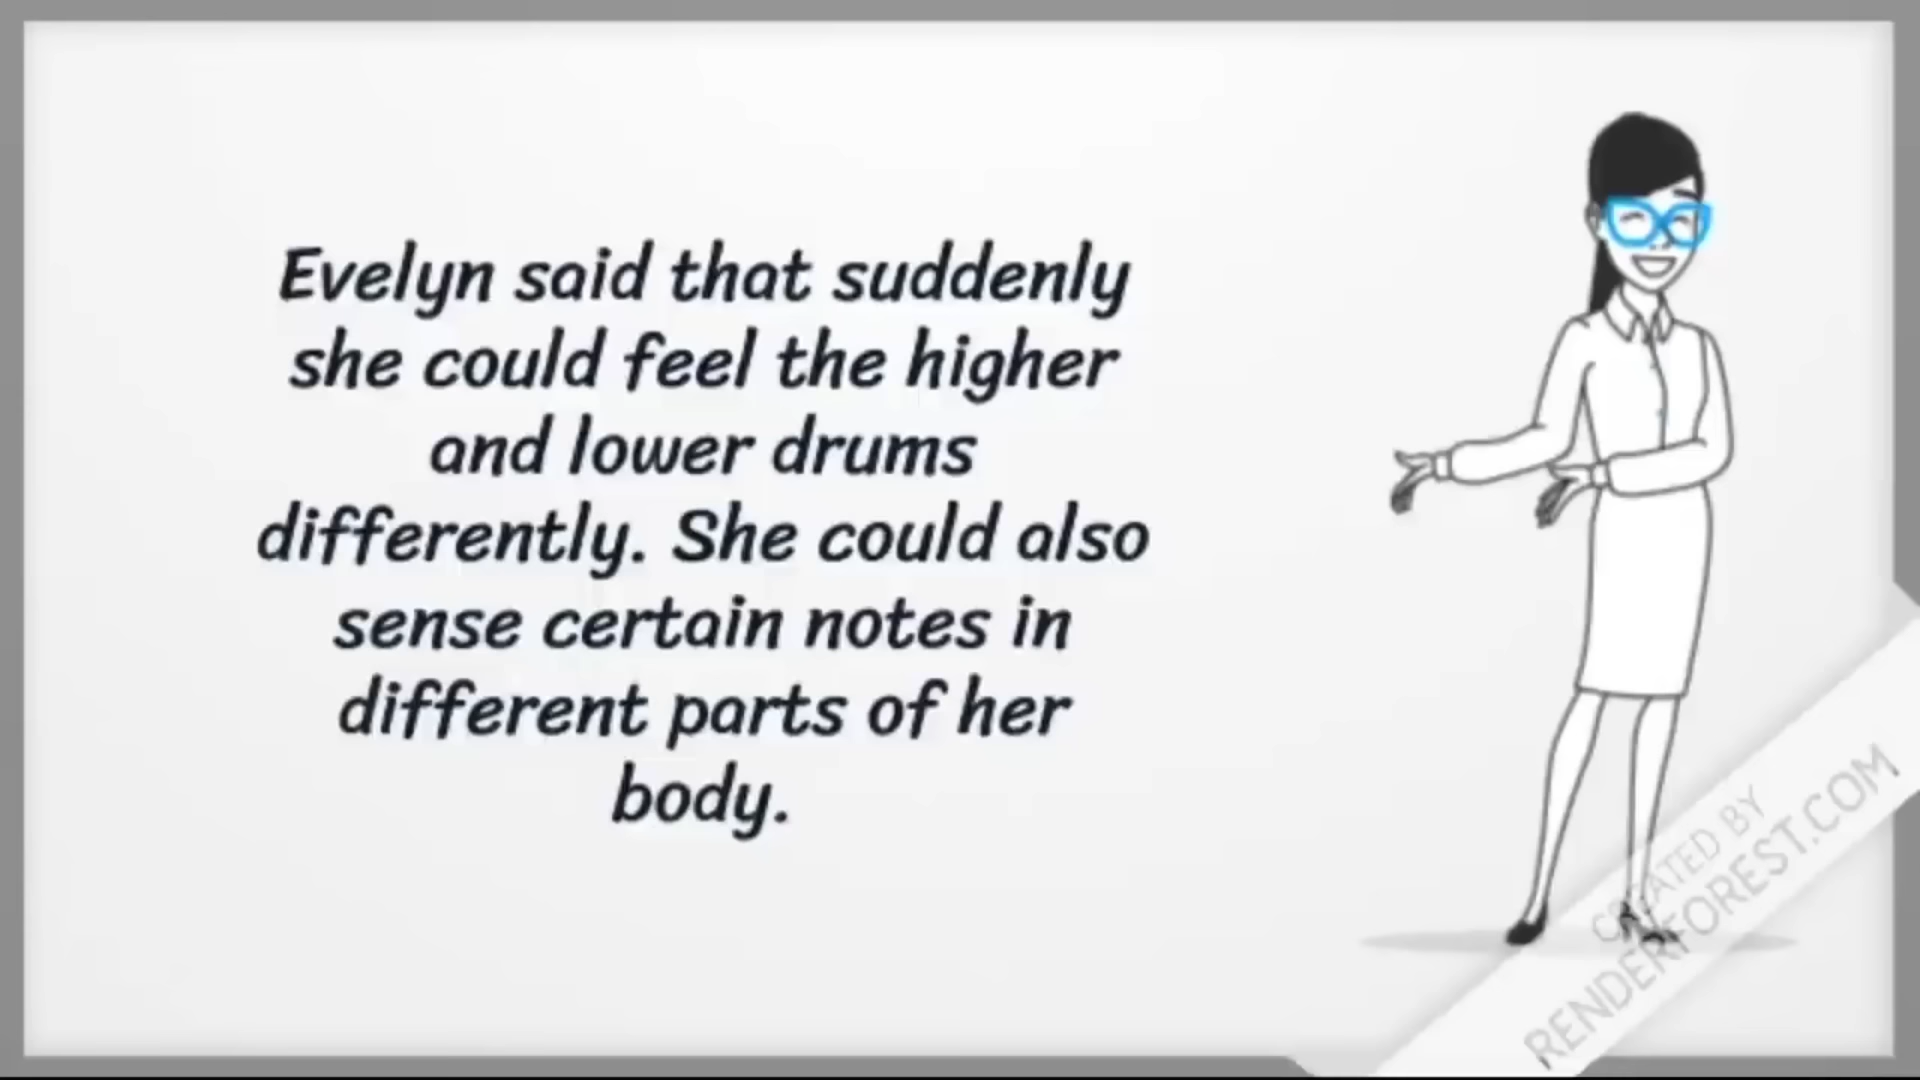 Evelyn said that suddenly
she could feel the higher
and lower drums
differently. She could also
sense certain notes in
different parts of her
body.
CREATED BY
RENDERFOREST.COM